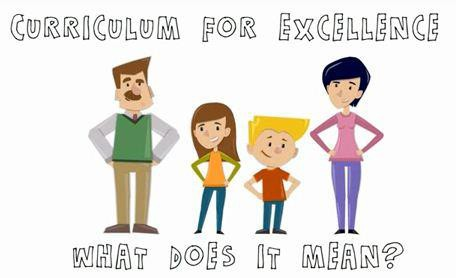 CURRICULUM FOR EXCELLENCE
WHAT DOES IT MEAN?